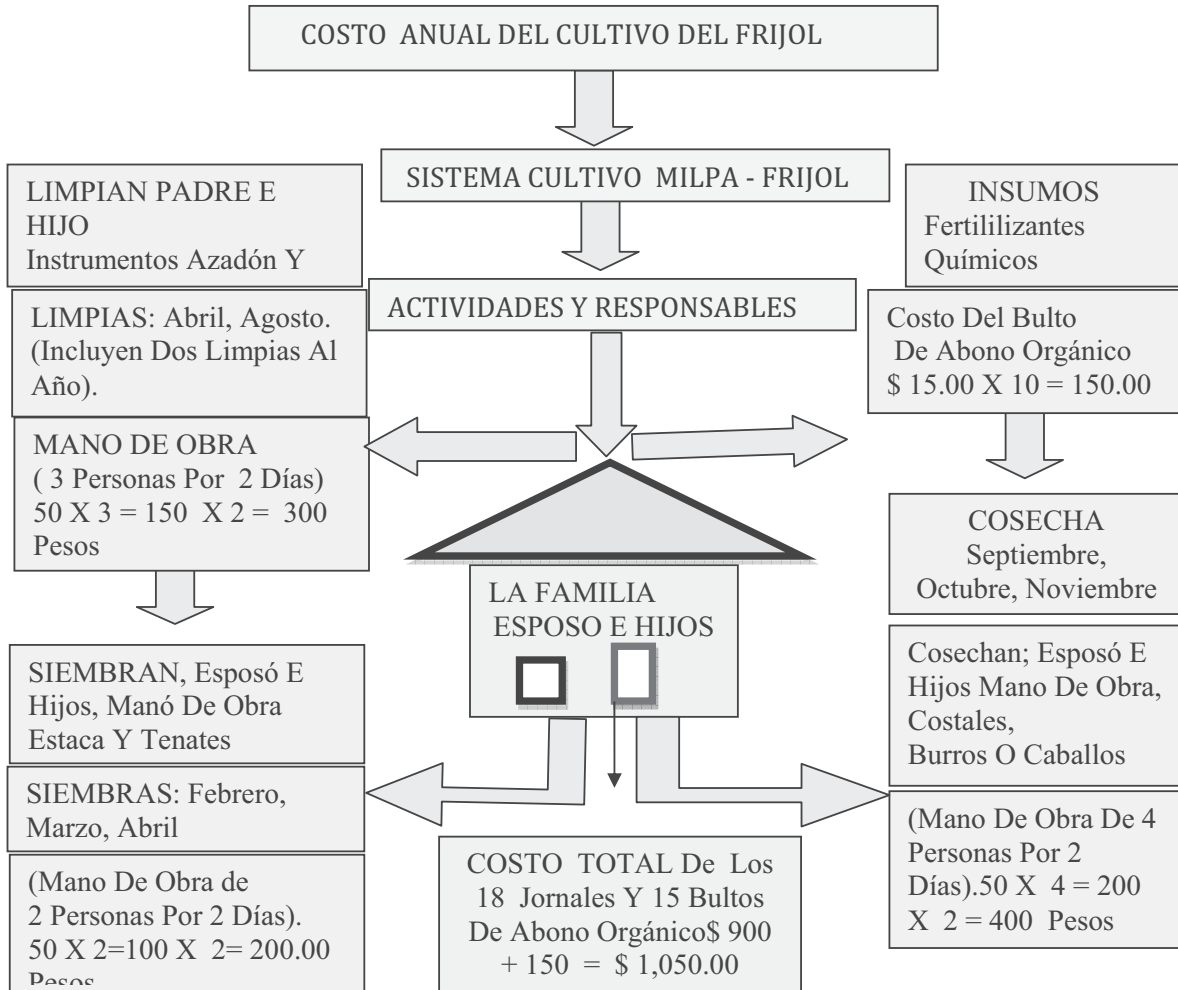 COSTO ANUAL DEL CULTIVO DEL FRIJOL
SISTEMA CULTIVO MILPA - FRIJOL
ACTIVIDADES Y RESPONSABLES
LIMPIAN PADRE E
HIJO
Instrumentos Azadón Y
LIMPIAS: Abril, Agosto.
(Incluyen Dos Limpias Al
Año).
MANO DE OBRA
( 3 Personas Por 2 Días)
50 X 3 = 150 X 2 = 300
Pesos
SIEMBRAN, Esposó E
Hijos, Manó De Obra
Estaca Y Tenates
SIEMBRAS: Febrero,
Marzo, Abril
(Mano De Obra de
2 Personas Por 2 Días).
50 X 2=100 X 2= 200.00
Pesos
LA FAMILIA
ESPOSO E HIJOS
COSTO TOTAL De Los
18 Jornales Y 15 Bultos
De Abono Orgánico$ 900
+ 150 = $ 1,050.00
INSUMOS
Fertililizantes
Químicos
Costo Del Bulto
De Abono Orgánico
$ 15.00 X 10 = 150.00
COSECHA
Septiembre,
Octubre, Noviembre
Cosechan; Esposó E
Hijos Mano De Obra,
Costales,
Burros O Caballos
(Mano De Obra De 4
Personas Por 2
Días).50 X 4 = 200
X 2 = 400 Pesos